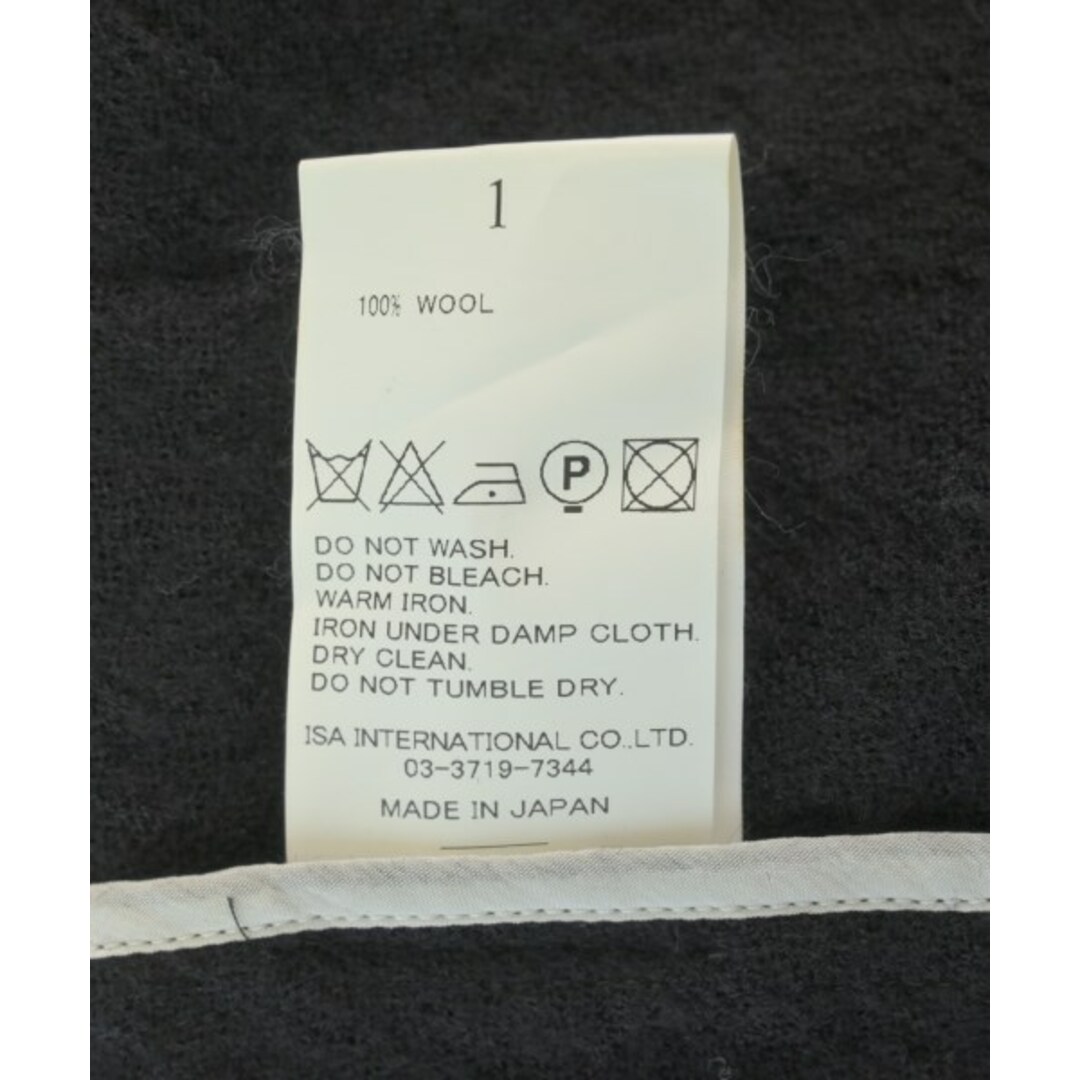 1
100% WOOL
P
DO NOT WASH.
DO NOT BLEACH.
WARM IRON.
IRON UNDER DAMP CLOTH.
DRY CLEAN.
DO NOT TUMBLE DRY.
ISA INTERNATIONAL CO.,LTD.
03-3719-7344
MADE IN JAPAN